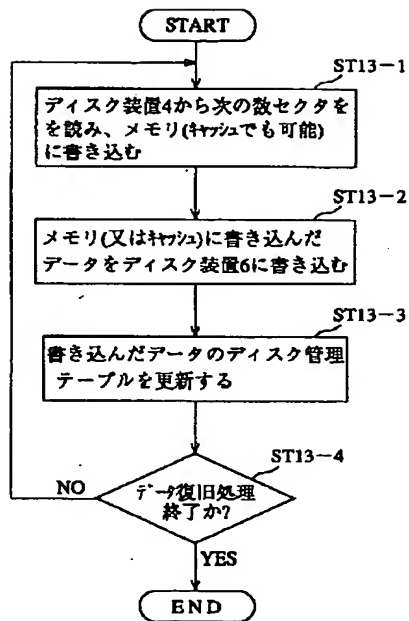 START
ST13-1
ディスク装置4から次の数セクタを
を読み、メモリ(キャッシュでも可能)
に書き込む
ST13-2
メモリ(又はキャッシュ)に書き込んだ
データをディスク装置6に書き込む
ST13-3
書き込んだデータのディスク管理
テーブルを更新する
ST13-4
データ復旧処理
終了か?
NO
YES
END